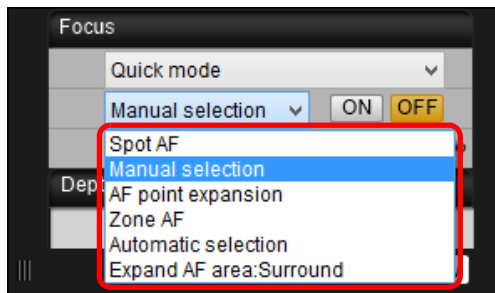 Focus
Quick mode
Manual selection ON OFF
Spot AF
Manual selection
AF point expansion
Zone AF
Automatic selection
Expand AF area:Surround